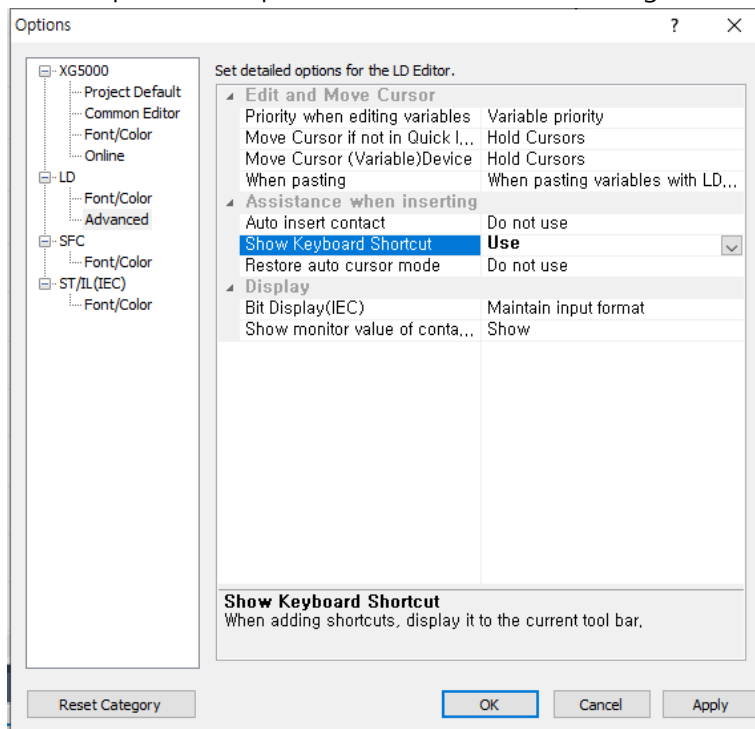 Options ? ×
XG5000
Project Default
Common Editor
Font/Color
Online
LD
Font/Color
Advanced
SFC
Font/Color
ST/IL(IEC)
Font/Color
Set detailed options for the LD Editor.
Edit and Move Cursor
Priority when editing variables Variable priority
Move Cursor if not in Quick I... Hold Cursors
Move Cursor (Variable)Device Hold Cursors
When pasting When pasting variables with LD...
Assistance when inserting
Auto insert contact Do not use
Show Keyboard Shortcut Use
Restore auto cursor mode Do not use
Display
Bit Display(IEC) Maintain input format
Show monitor value of conta... Show
Show Keyboard Shortcut
When adding shortcuts, display it to the current tool bar.
Reset Category OK Cancel Apply